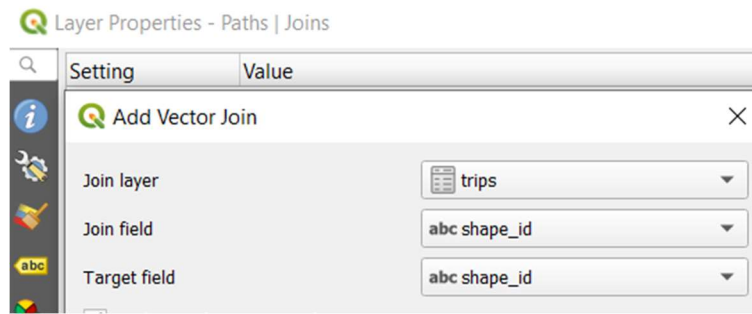 Layer Properties - Paths | Joins
Setting Value
Add Vector Join
Join layer trips
Join field abc shape_id
Target field abc shape_id
abc